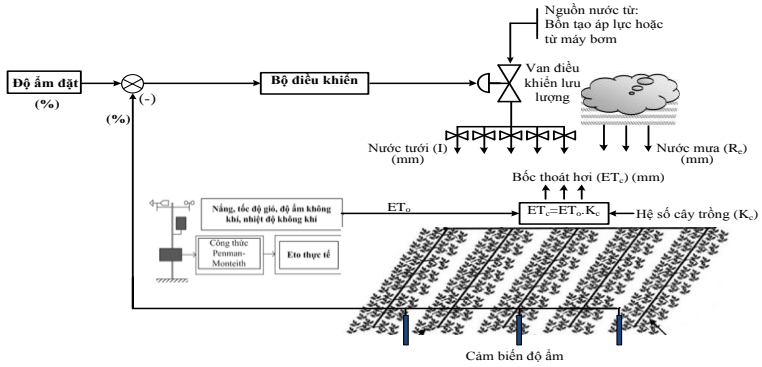 Nguồn nước từ:
Bồn tạo áp lực hoặc
từ máy bơm
Độ ẩm đặt
(%)
(-)
(%)
Bộ điều khiển
Van điều
khiển lưu
lượng
Nước tưới (I)
(mm)
Nước mưa (Re)
(mm)
Bốc thoát hơi (ETc) (mm)
Nắng, tốc độ gió, độ ẩm không
khí, nhiệt độ không khí
ETo
ETc=ETo.Kc
Hệ số cây trồng (Kc)
Công thức
Penman-
Monteith
Eto thực tế
Cảm biến độ ẩm